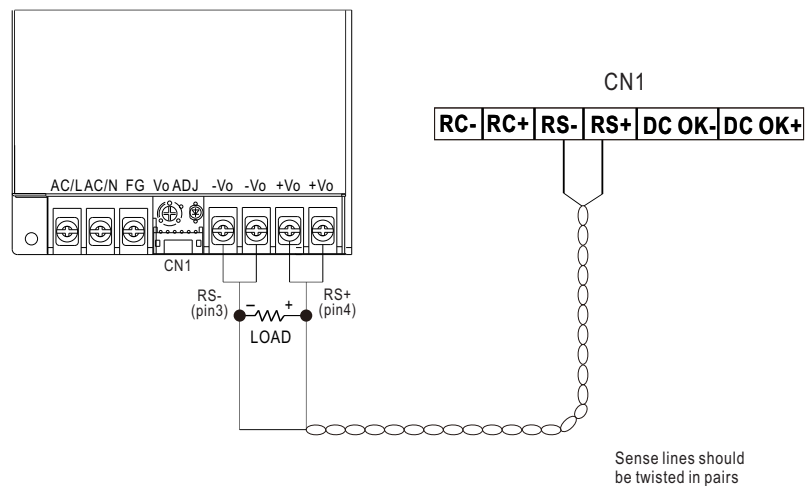 CN1
RC- RC+ RS- RS+ DC OK- DC OK+
AC/L AC/N FG Vo ADJ -Vo -Vo +Vo +Vo
CN1
RS-
(pin3)
− +
RS+
(pin4)
LOAD
Sense lines should
be twisted in pairs